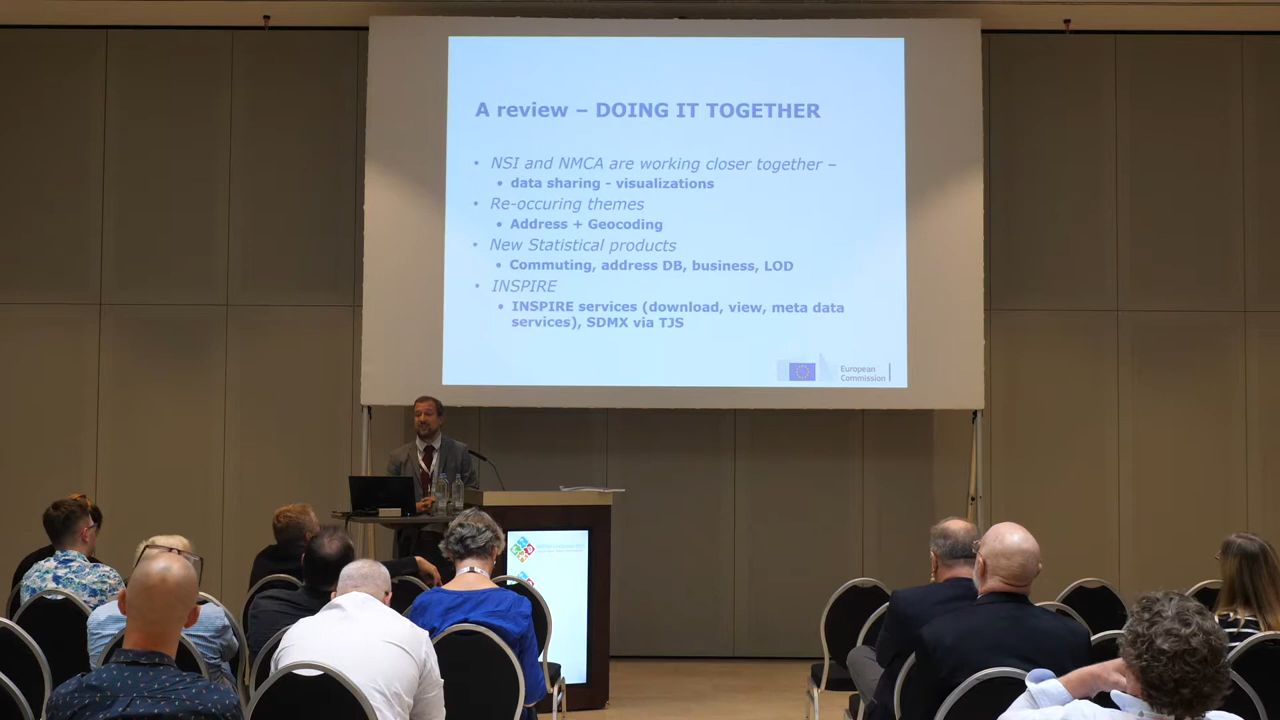 A review – DOING IT TOGETHER
• NSI and NMCA are working closer together –
• data sharing - visualizations
• Re-occuring themes
• Address + Geocoding
• New Statistical products
• Commuting, address DB, business, LOD
• INSPIRE
• INSPIRE services (download, view, meta data
services), SDMX via TJS
European
Commission